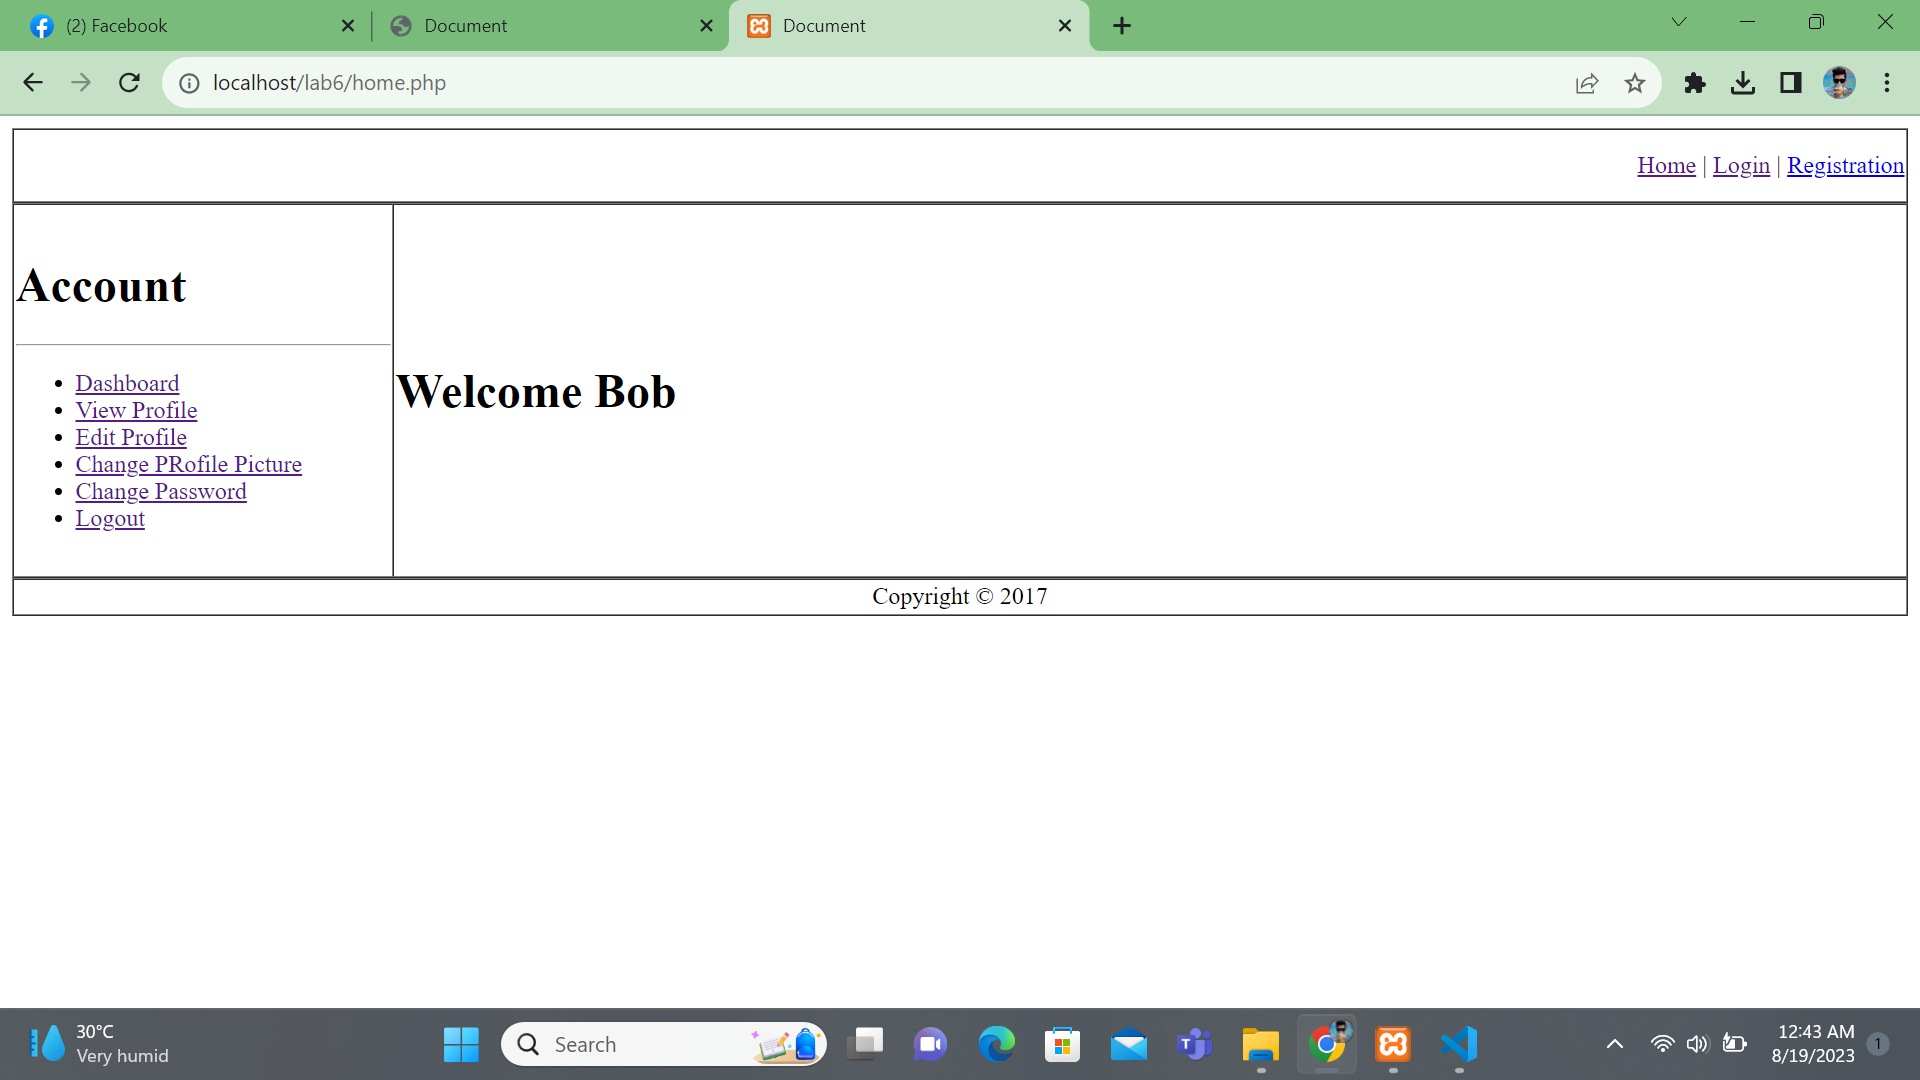 (2) Facebook
Document
Document
localhost/lab6/home.php
Home | Login | Registration
Account
Dashboard
View Profile
Edit Profile
Change PRofile Picture
Change Password
Logout
Welcome Bob
Copyright © 2017
30°C
Very humid
Search
12:43 AM
8/19/2023
1